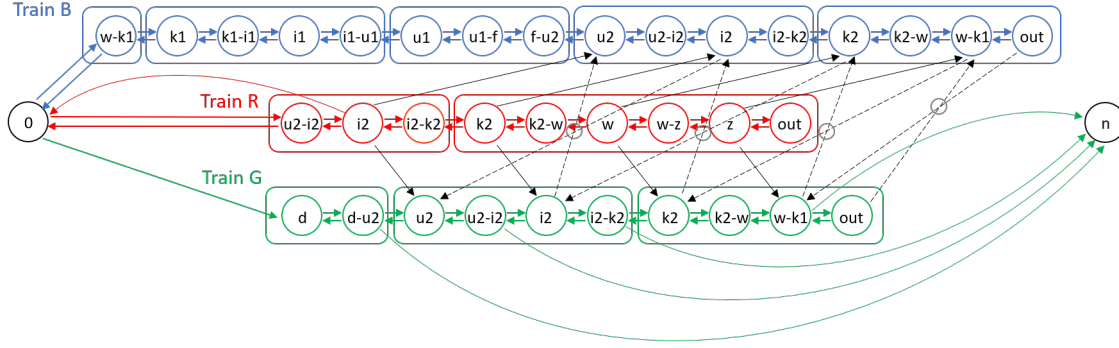 Train B
w-k1 k1 k1-i1 i1 i1-u1 u1 u1-f f-u2 u2 u2-i2 i2 i2-k2 k2 k2-w w-k1 out
Train R
0 u2-i2 i2 i2-k2 k2 k2-w w w-z z out n
Train G
d d-u2 u2 u2-i2 i2 i2-k2 k2 k2-w w-k1 out